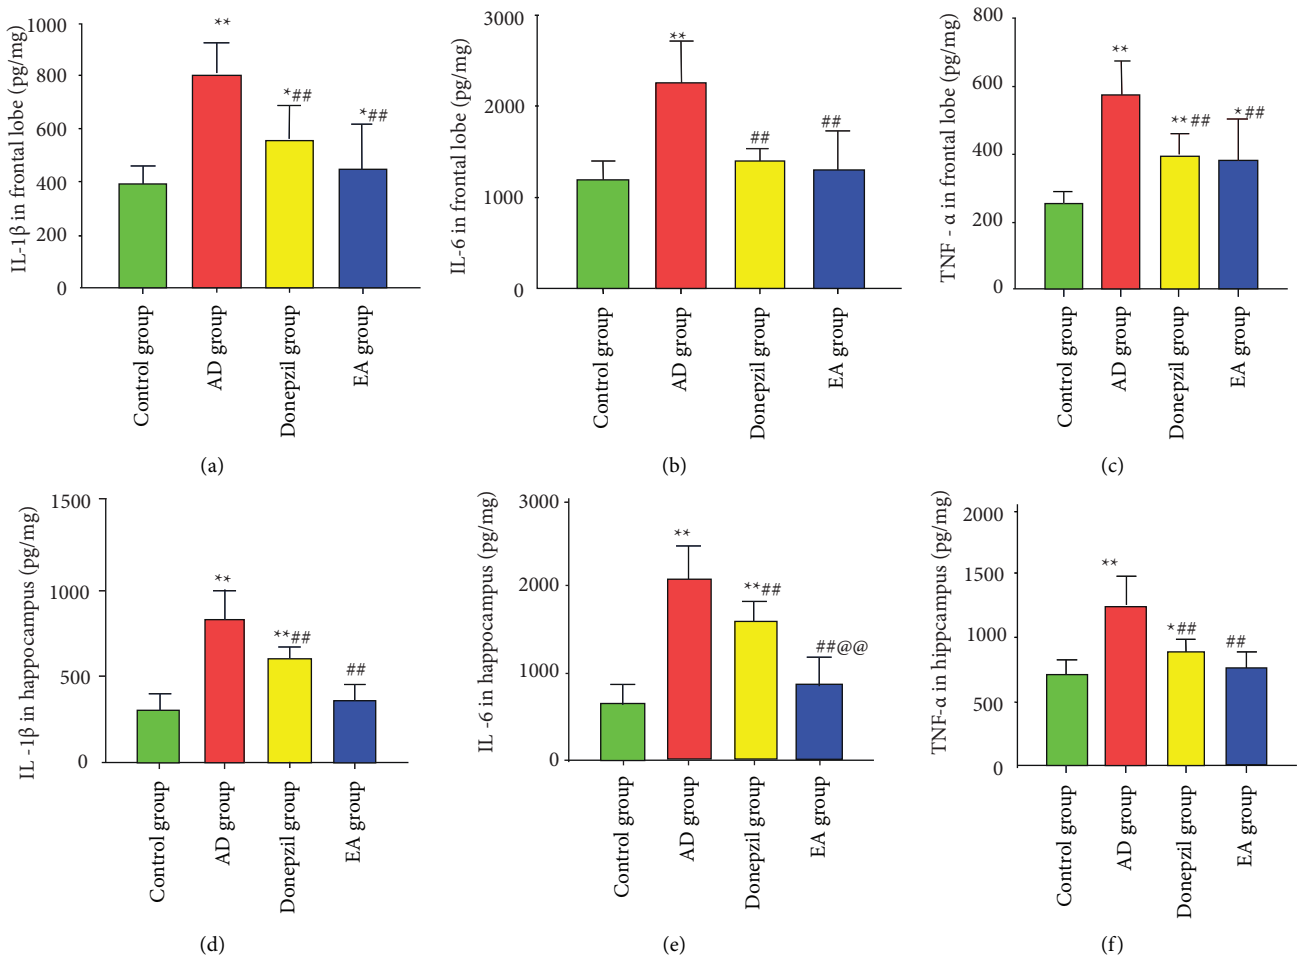 IL-1β in frontal lobe (pg/mg)
1000
800
600
400
200
0
**
*##
*##
Control group
AD group
Donepzil group
EA group
(a)
IL-6 in frontal lobe (pg/mg)
3000
2000
1000
0
**
##
##
Control group
AD group
Donepzil group
EA group
(b)
TNF - α in frontal lobe (pg/mg)
800
600
400
200
0
**
**##
*##
Control group
AD group
Donepzil group
EA group
(c)
IL -1β in happocampus (pg/mg)
1500
1000
500
0
**
**##
##
Control group
AD group
Donepzil group
EA group
(d)
IL -6 in happocampus (pg/mg)
3000
2000
1000
0
**
**##
##@@
Control group
AD group
Donepzil group
EA group
(e)
TNF-α in hippcampus (pg/mg)
2000
1500
1000
500
0
**
*##
##
Control group
AD group
Donepzil group
EA group
(f)